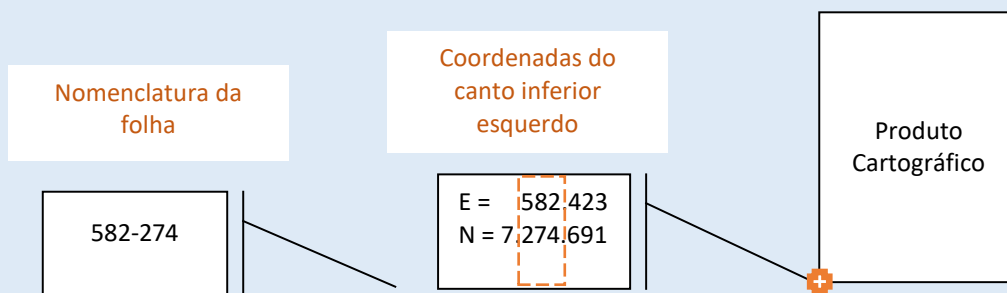 Nomenclatura da
folha
Coordenadas do
canto inferior
esquerdo
Produto
Cartográfico
582-274
E = 582.423
N = 7.274.691